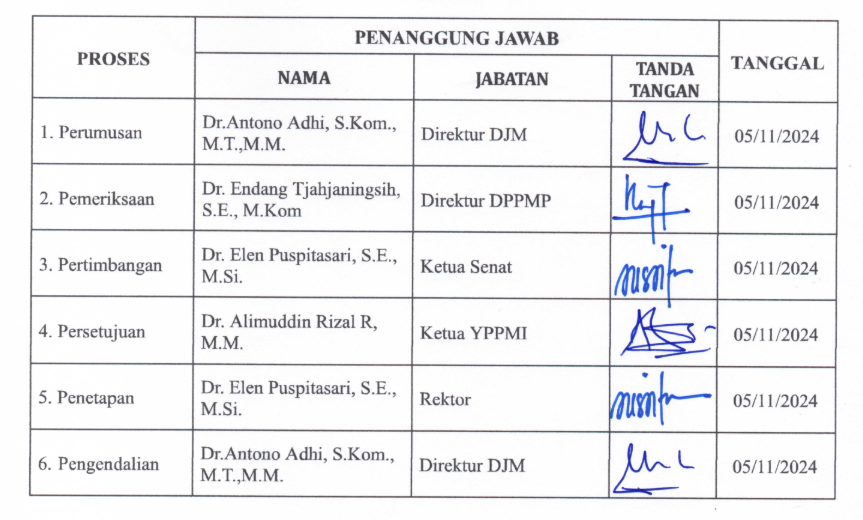 PROSES
PENANGGUNG JAWAB
TANGGAL
NAMA
JABATAN
TANDA
TANGAN
1. Perumusan
Dr.Antono Adhi, S.Kom.,
M.T.,M.M.
Direktur DJM
05/11/2024
2. Pemeriksaan
Dr. Endang Tjahjaningsih,
S.E., M.Kom
Direktur DPPMP
05/11/2024
3. Pertimbangan
Dr. Elen Puspitasari, S.E.,
M.Si.
Ketua Senat
05/11/2024
4. Persetujuan
Dr. Alimuddin Rizal R,
M.M.
Ketua YPPMI
05/11/2024
5. Penetapan
Dr. Elen Puspitasari, S.E.,
M.Si.
Rektor
05/11/2024
6. Pengendalian
Dr.Antono Adhi, S.Kom.,
M.T.,M.M.
Direktur DJM
05/11/2024